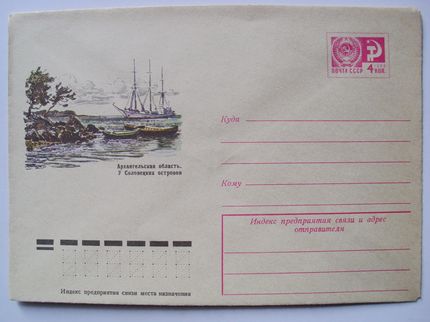 ПОЧТА СССР
4 КОП.
Куда
Архангельская область.
У Соловецких островов
Кому
Индекс предприятия связи и адрес
отправителя
Индекс предприятия связи места назначения